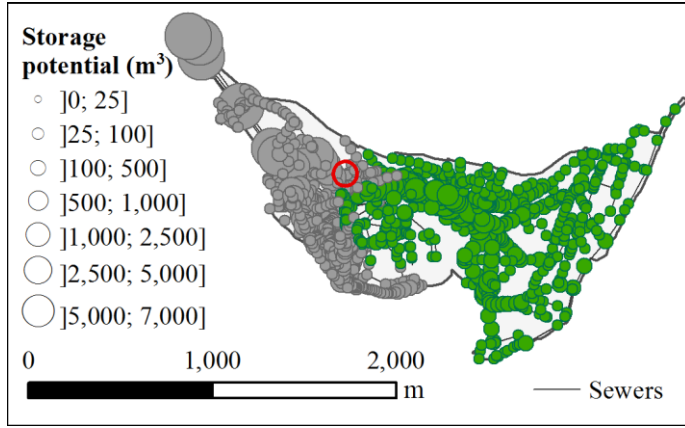 Storage
potential (m³)
]0; 25]
]25; 100]
]100; 500]
]500; 1,000]
]1,000; 2,500]
]2,500; 5,000]
]5,000; 7,000]
0 1,000 2,000
m
Sewers